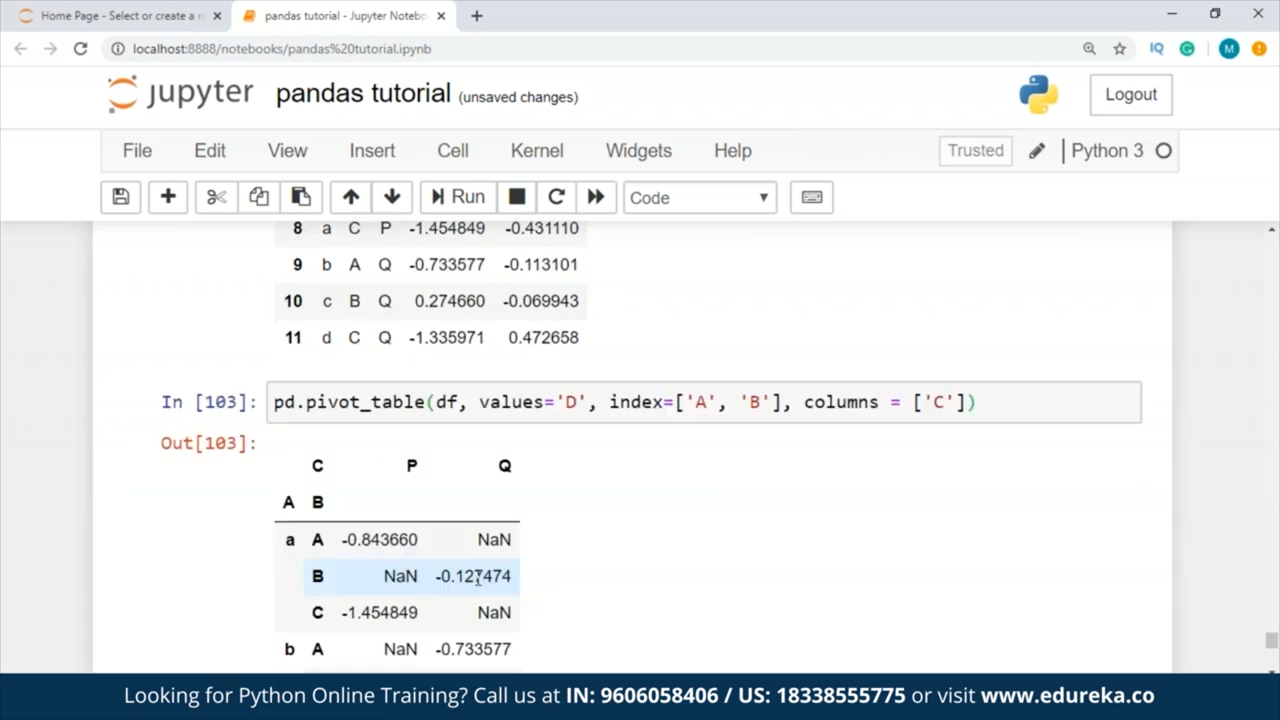 Home Page - Select or create a n
pandas tutorial - Jupyter Notebo
localhost:8888/notebooks/pandas%20tutorial.ipynb
IQ
G
M
jupyter pandas tutorial (unsaved changes)
Logout
File Edit View Insert Cell Kernel Widgets Help
Trusted
Python 3
Run
Code
8 a C P -1.454849 -0.431110
9 b A Q -0.733577 -0.113101
10 c B Q 0.274660 -0.069943
11 d C Q -1.335971 0.472658
In [103]: pd.pivot_table(df, values='D', index=['A', 'B'], columns = ['C'])
Out[103]:
C P Q
A B
a A -0.843660 NaN
B NaN -0.127474
C -1.454849 NaN
b A NaN -0.733577
Looking for Python Online Training? Call us at IN: 9606058406 / US: 18338555775 or visit www.edureka.co